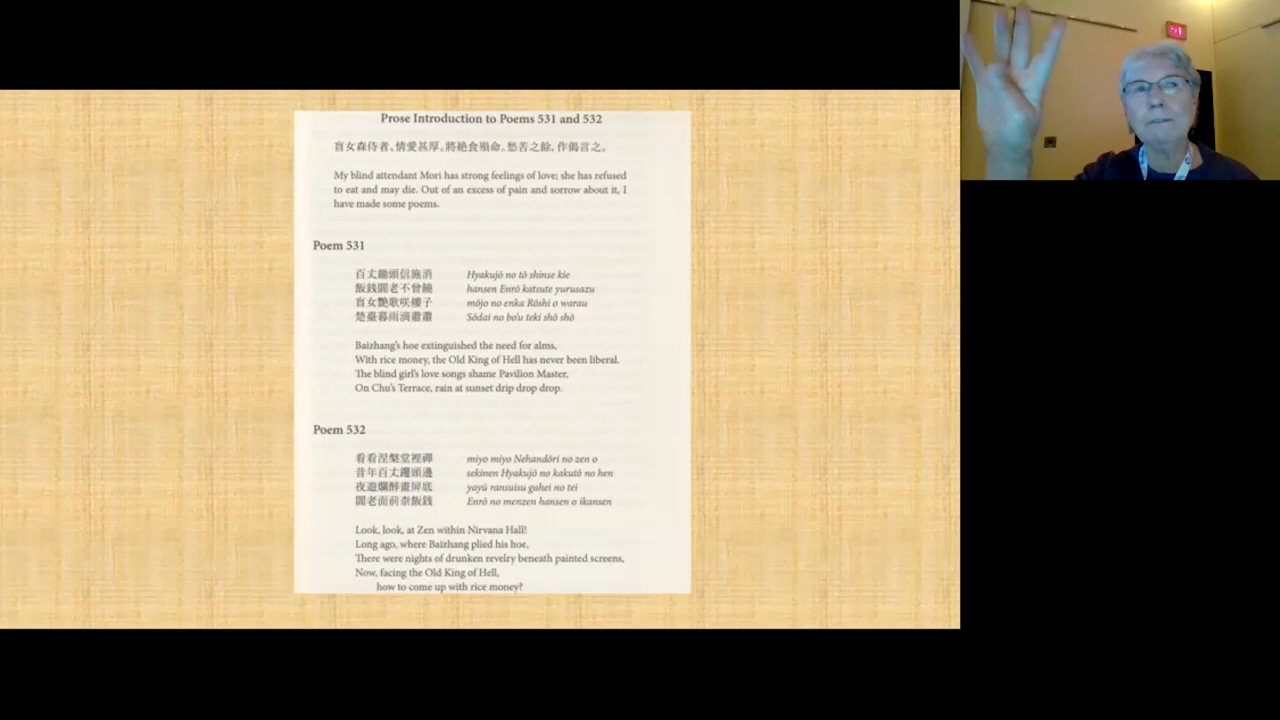 Prose Introduction to Poems 531 and 532
盲女森侍者、情愛甚厚。將絶食殞命。愁苦之餘、作偈言之。
My blind attendant Mori has strong feelings of love; she has refused
to eat and may die. Out of an excess of pain and sorrow about it, I
have made some poems.
Poem 531
百丈鋤頭信施消 Hyakujō no tō shinse kie
飯錢閻老不曾饒 hansen Enrō katsute yurusazu
盲女艷歌咲樓子 mōjo no enka Rōshi o warau
楚臺暮雨滴蕭蕭 Sōdai no bo'u teki shō shō
Baizhang's hoe extinguished the need for alms,
With rice money, the Old King of Hell has never been liberal.
The blind girl's love songs shame Pavilion Master,
On Chu's Terrace, rain at sunset drip drop drop.
Poem 532
看看涅槃堂裡禪 miyo miyo Nehandōri no zen o
昔年百丈钁頭邊 sekinen Hyakujō no kakutō no hen
夜遊爛醉畫屏底 yayū ransuisu gahei no tei
閻老面前奈飯錢 Enrō no menzen hansen o ikansen
Look, look, at Zen within Nirvana Hall!
Long ago, where Baizhang plied his hoe,
There were nights of drunken revelry beneath painted screens,
Now, facing the Old King of Hell,
how to come up with rice money?